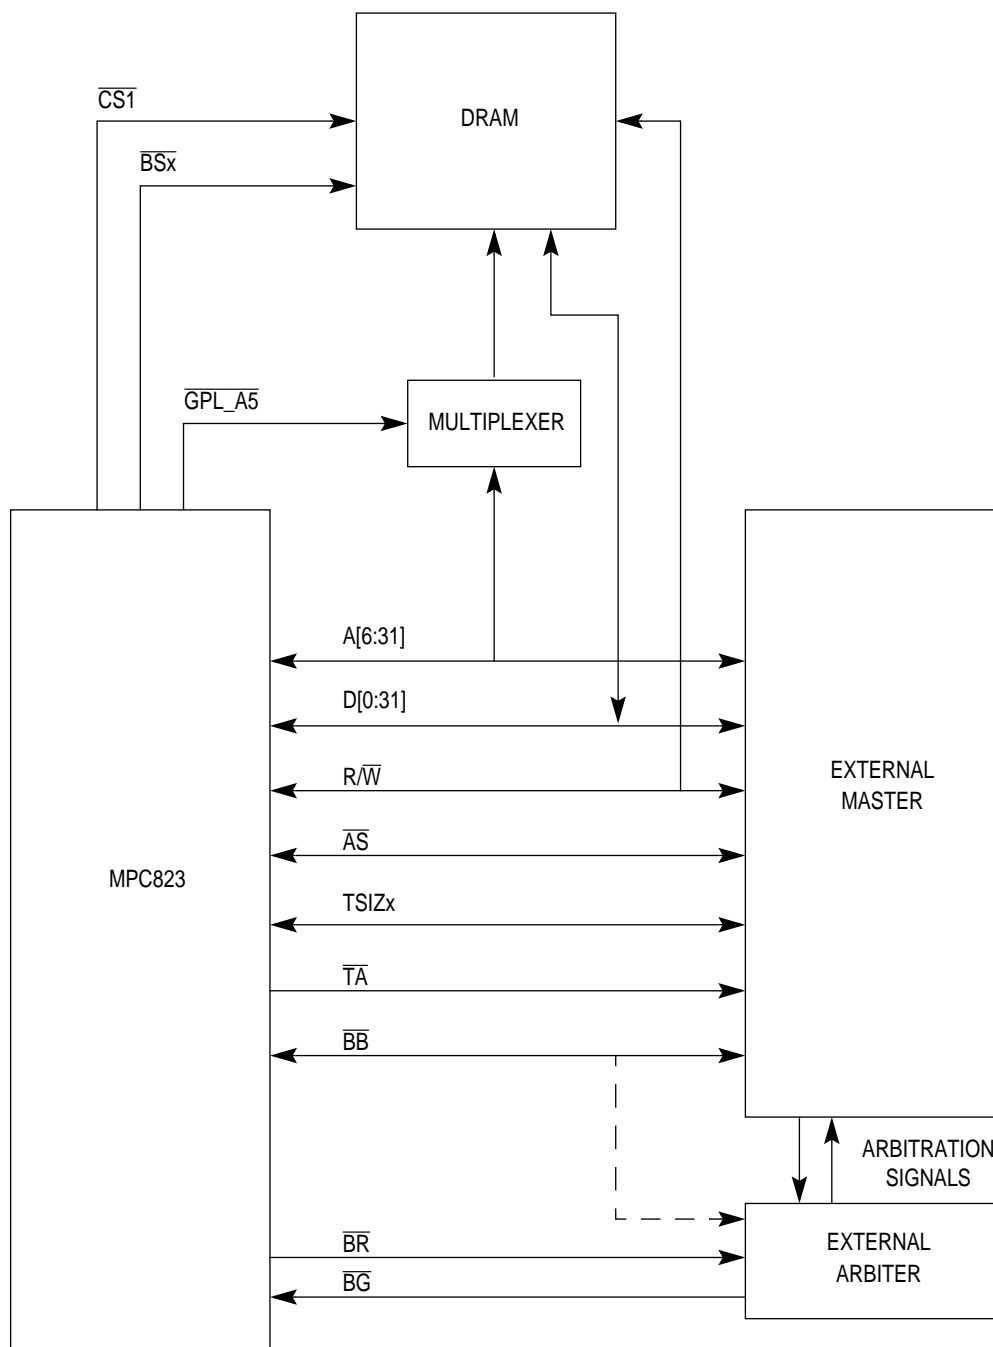 CS1
DRAM
BSx
GPL_A5
MULTIPLEXER
A[6:31]
D[0:31]
R/W
EXTERNAL
MASTER
AS
MPC823
TSIZx
TA
BB
ARBITRATION
SIGNALS
BR
EXTERNAL
ARBITER
BG